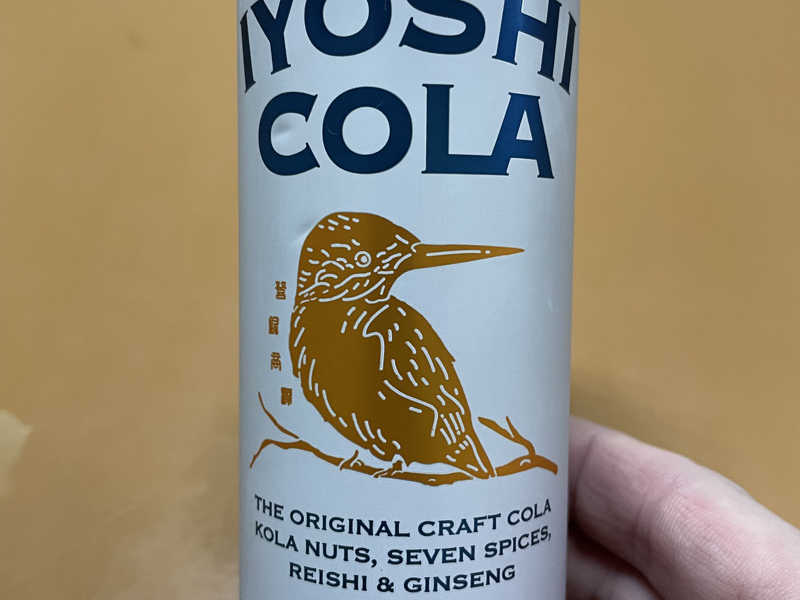 IYOSHI
COLA
THE ORIGINAL CRAFT COLA
KOLA NUTS, SEVEN SPICES,
REISHI & GINSENG